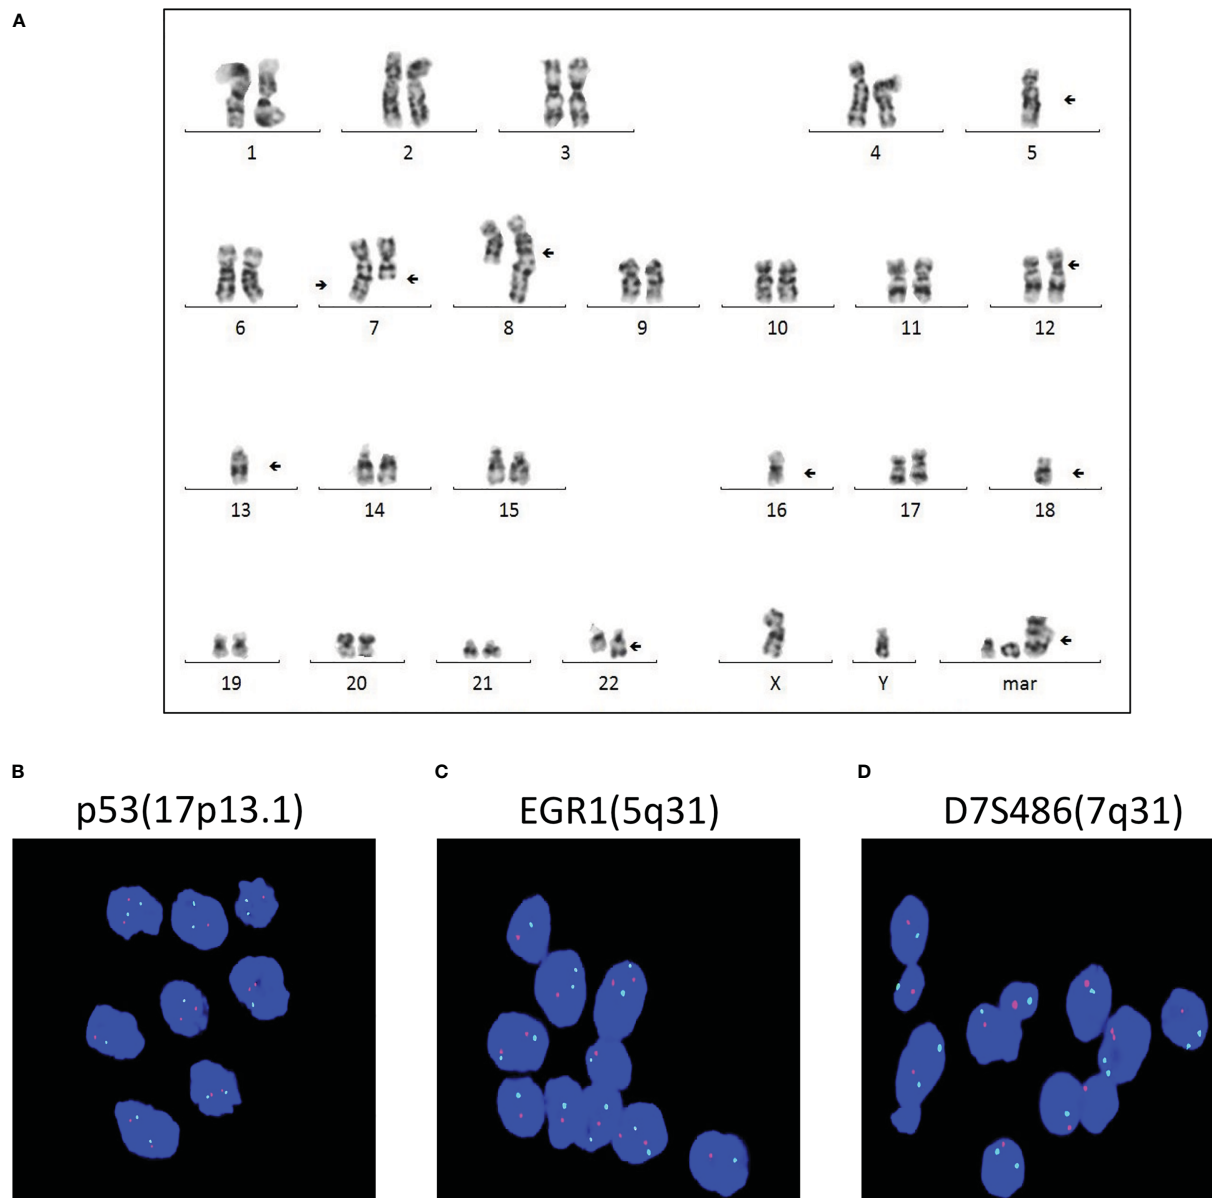 A
1 2 3 4 5
6 7 8 9 10 11 12
13 14 15 16 17 18
19 20 21 22 X Y mar
B C D
p53(17p13.1) EGR1(5q31) D7S486(7q31)